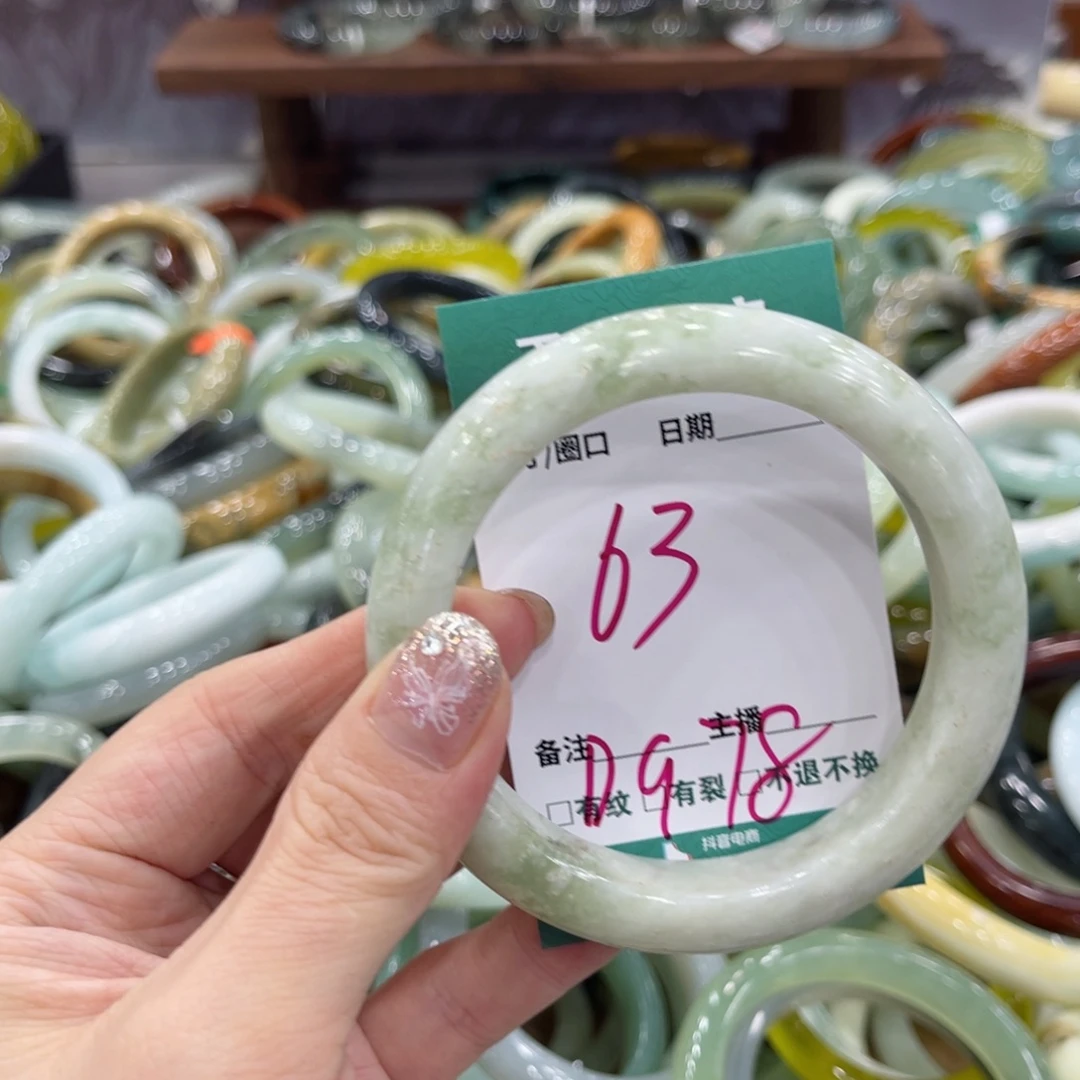 /圈口 日期
63
备注 主播
D978
□有纹 □有裂 □不退不换
抖音电商